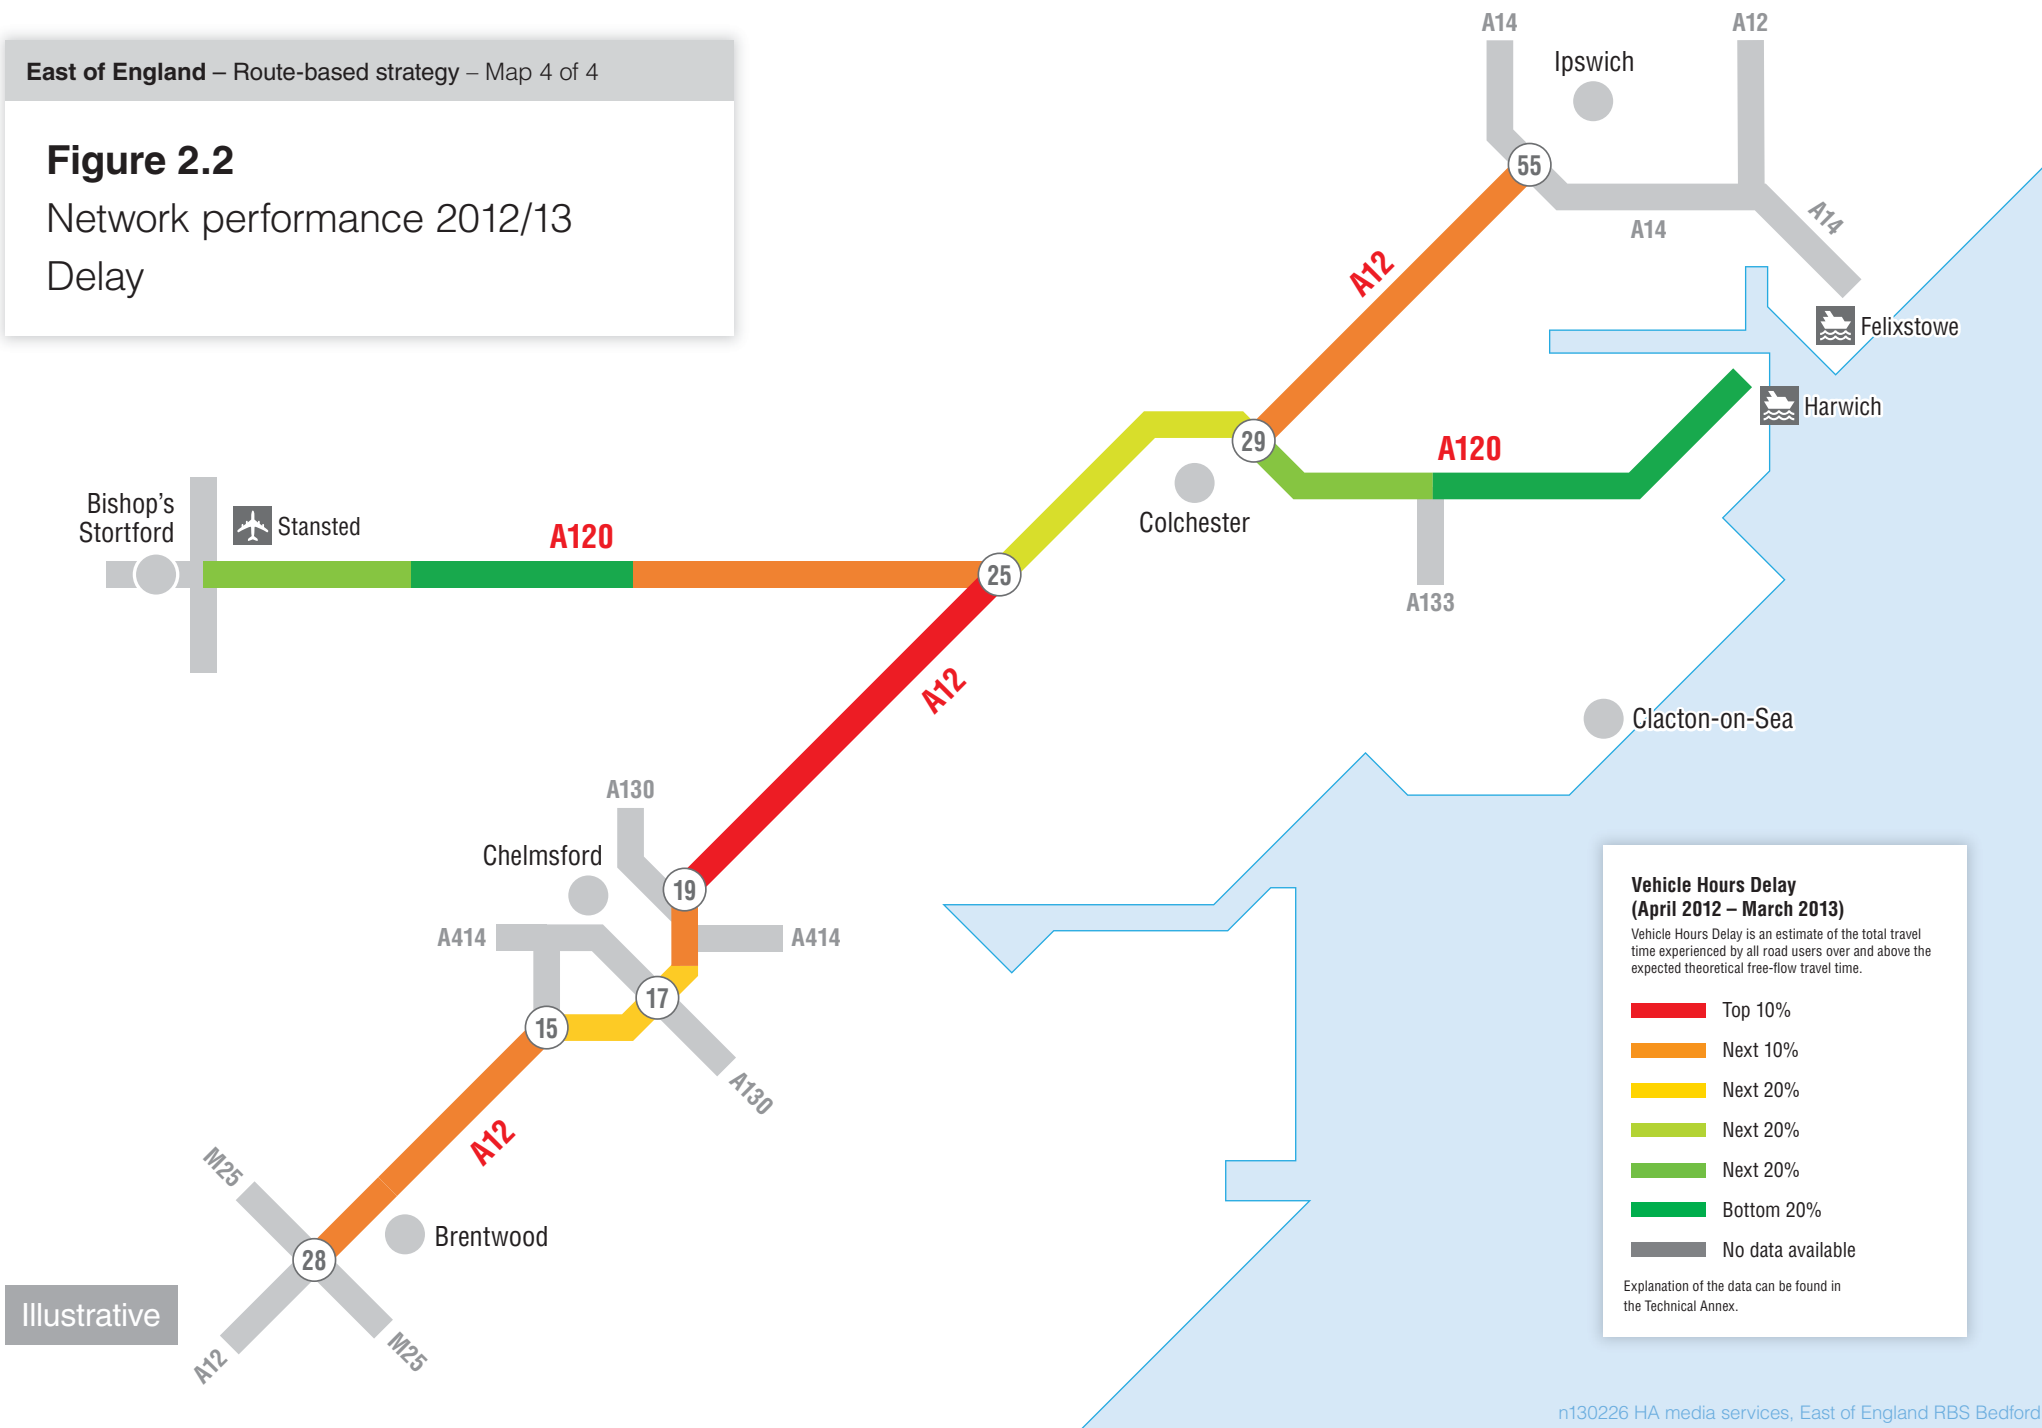 East of England – Route-based strategy – Map 4 of 4
Figure 2.2
Network performance 2012/13
Delay
A14
A12
Ipswich
55
A14
A14
A12
Felixstowe
Harwich
29
A120
Colchester
Bishop's
Stortford
Stansted
A120
25
A133
A12
Clacton-on-Sea
A130
Chelmsford
19
A414
A414
17
15
A130
A12
M25
Brentwood
28
A12
M25
Illustrative
Vehicle Hours Delay
(April 2012 – March 2013)
Vehicle Hours Delay is an estimate of the total travel
time experienced by all road users over and above the
expected theoretical free-flow travel time.
Top 10%
Next 10%
Next 20%
Next 20%
Next 20%
Bottom 20%
No data available
Explanation of the data can be found in
the Technical Annex.
n130226 HA media services, East of England RBS Bedford